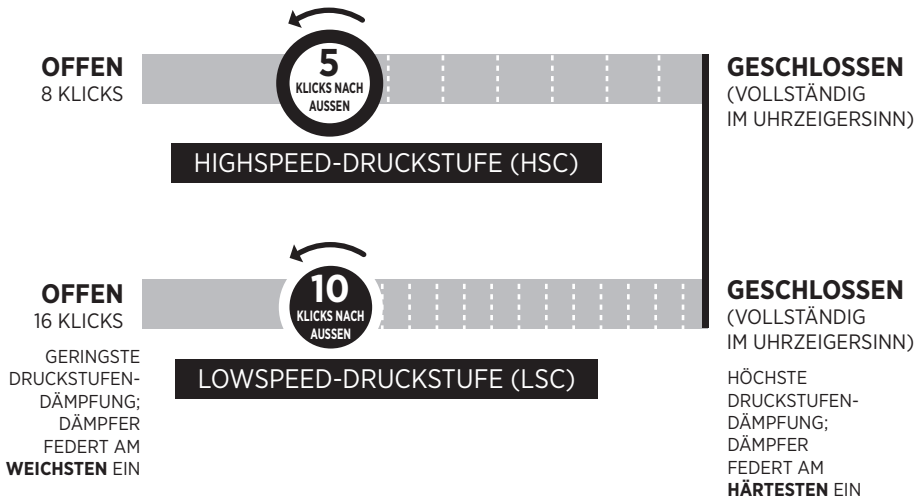 OFFEN
8 KLICKS
5
KLICKS NACH
AUSSEN
GESCHLOSSEN
(VOLLSTÄNDIG
IM UHRZEIGERSINN)
HIGHSPEED-DRUCKSTUFE (HSC)
OFFEN
16 KLICKS
GERINGSTE
DRUCKSTUFEN-
DÄMPFUNG;
DÄMPFER
FEDERT AM
WEICHSTEN EIN
10
KLICKS NACH
AUSSEN
LOWSPEED-DRUCKSTUFE (LSC)
GESCHLOSSEN
(VOLLSTÄNDIG
IM UHRZEIGERSINN)
HÖCHSTE
DRUCKSTUFEN-
DÄMPFUNG;
DÄMPFER
FEDERT AM
HÄRTESTEN EIN